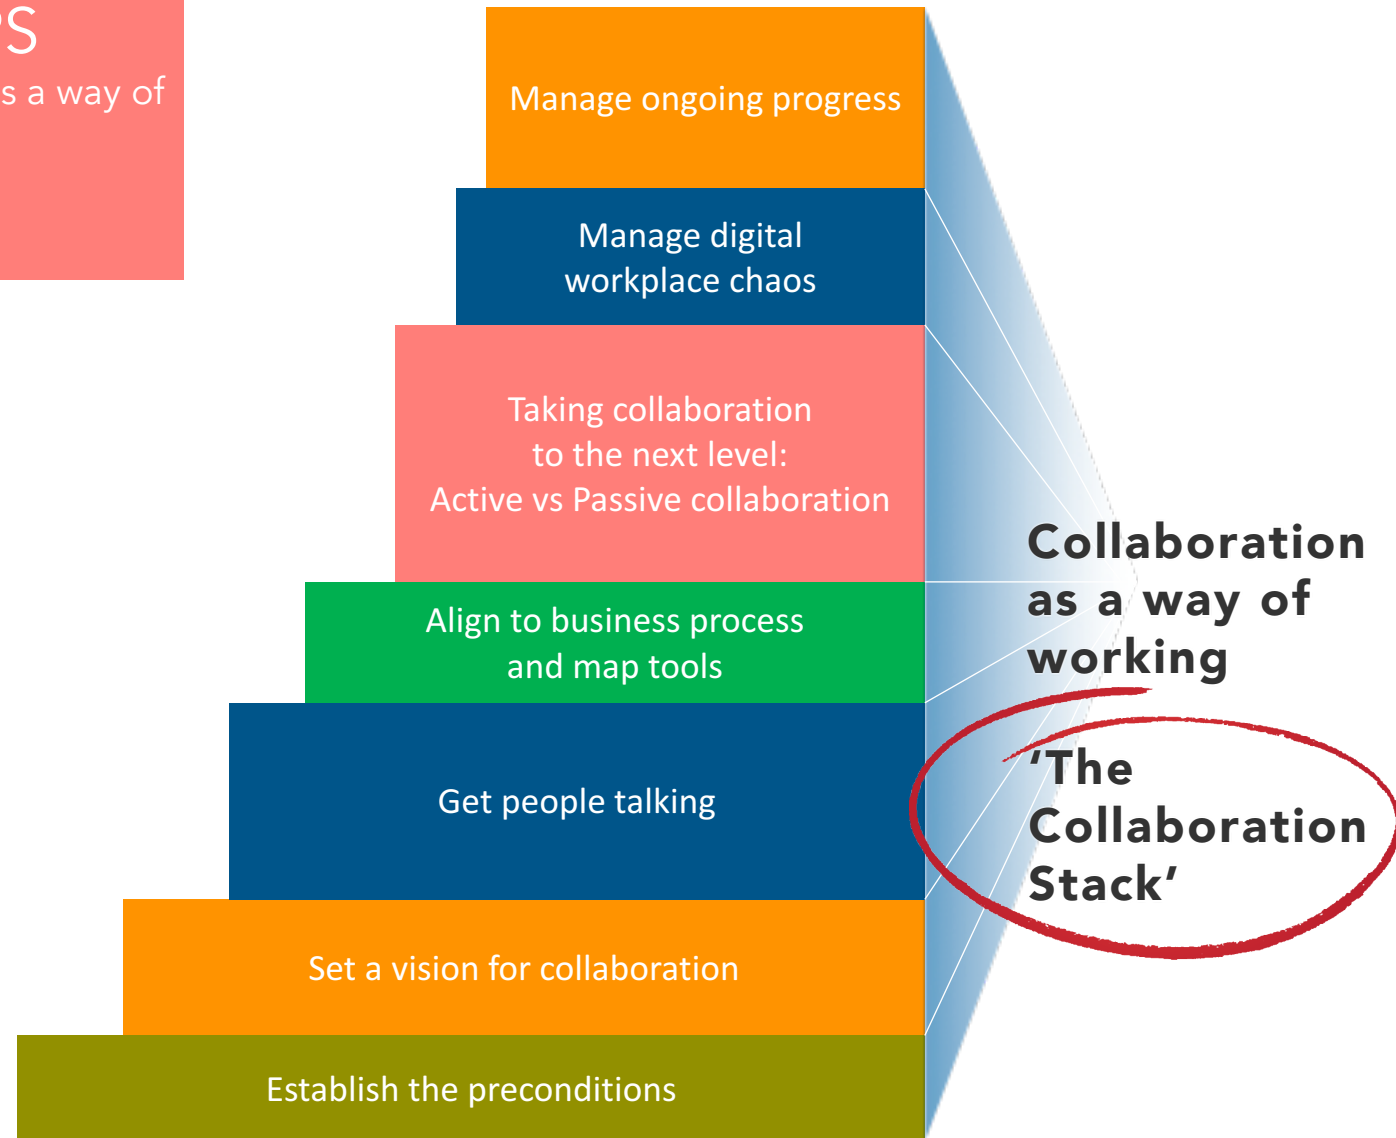 s a way of
Manage ongoing progress
Manage digital
workplace chaos
Taking collaboration
to the next level:
Active vs Passive collaboration
Align to business process
and map tools
Get people talking
Set a vision for collaboration
Establish the preconditions
Collaboration
as a way of
working
‘The
Collaboration
Stack’